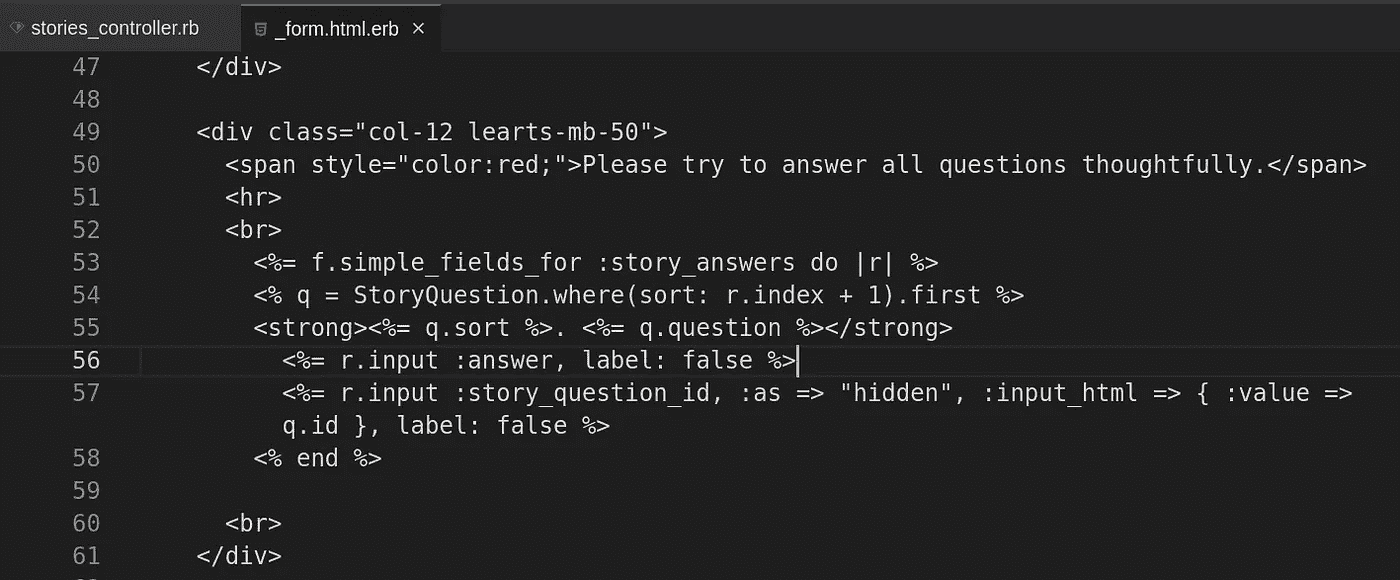 stories_controller.rb
_form.html.erb ×
47 </div>
48
49 <div class="col-12 learts-mb-50">
50 <span style="color:red;">Please try to answer all questions thoughtfully.</span>
51 <hr>
52 <br>
53 <%= f.simple_fields_for :story_answers do |r| %>
54 <% q = StoryQuestion.where(sort: r.index + 1).first %>
55 <strong><%= q.sort %>. <%= q.question %></strong>
56 <%= r.input :answer, label: false %>
57 <%= r.input :story_question_id, :as => "hidden", :input_html => { :value =>
q.id }, label: false %>
58 <% end %>
59
60 <br>
61 </div>